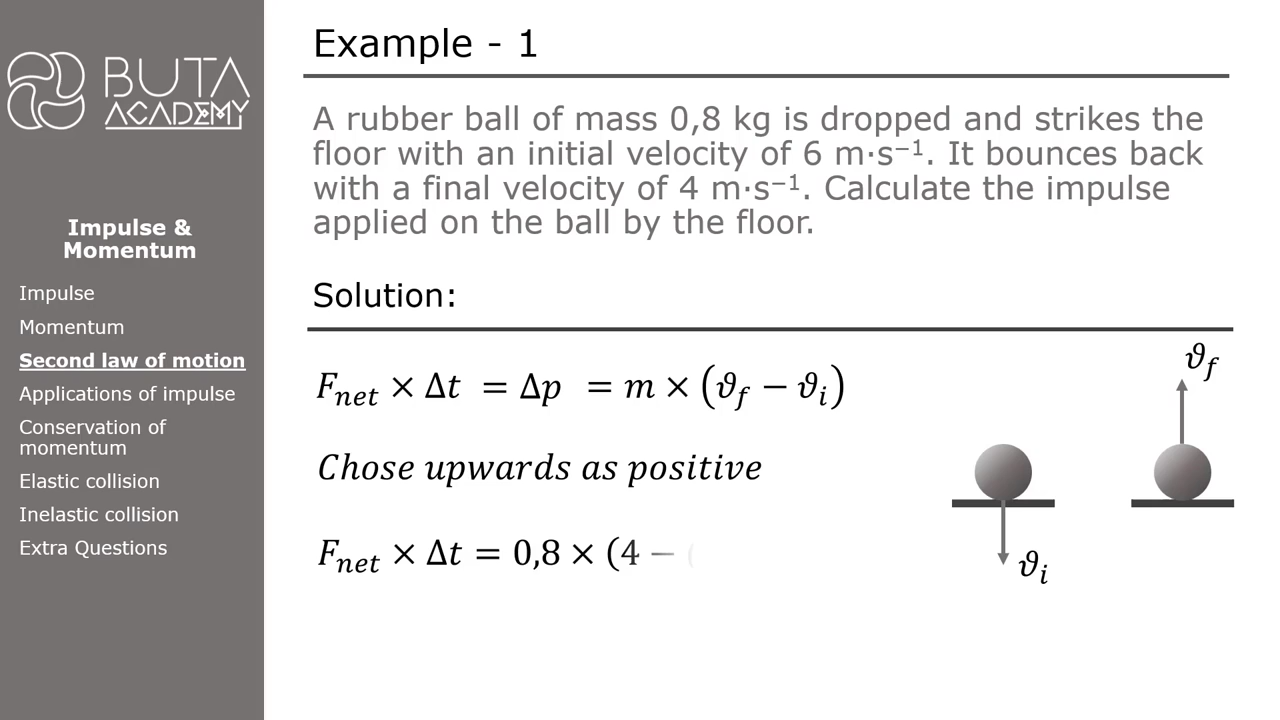 BUTA
ACADEMY
Impulse &
Momentum
Impulse
Momentum
Second law of motion
Applications of impulse
Conservation of
momentum
Elastic collision
Inelastic collision
Extra Questions
Example - 1
A rubber ball of mass 0,8 kg is dropped and strikes the
floor with an initial velocity of 6 m·s⁻¹. It bounces back
with a final velocity of 4 m·s⁻¹. Calculate the impulse
applied on the ball by the floor.
Solution:
F_net × Δt = Δp = m × (ϑ_f − ϑ_i)
Chose upwards as positive
F_net × Δt = 0,8 × (4 − (
ϑ_f
ϑ_i